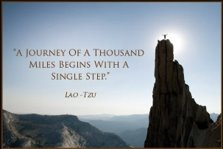 "A Journey Of A Thousand
Miles Begins With A
Single Step."
Lao -Tzu